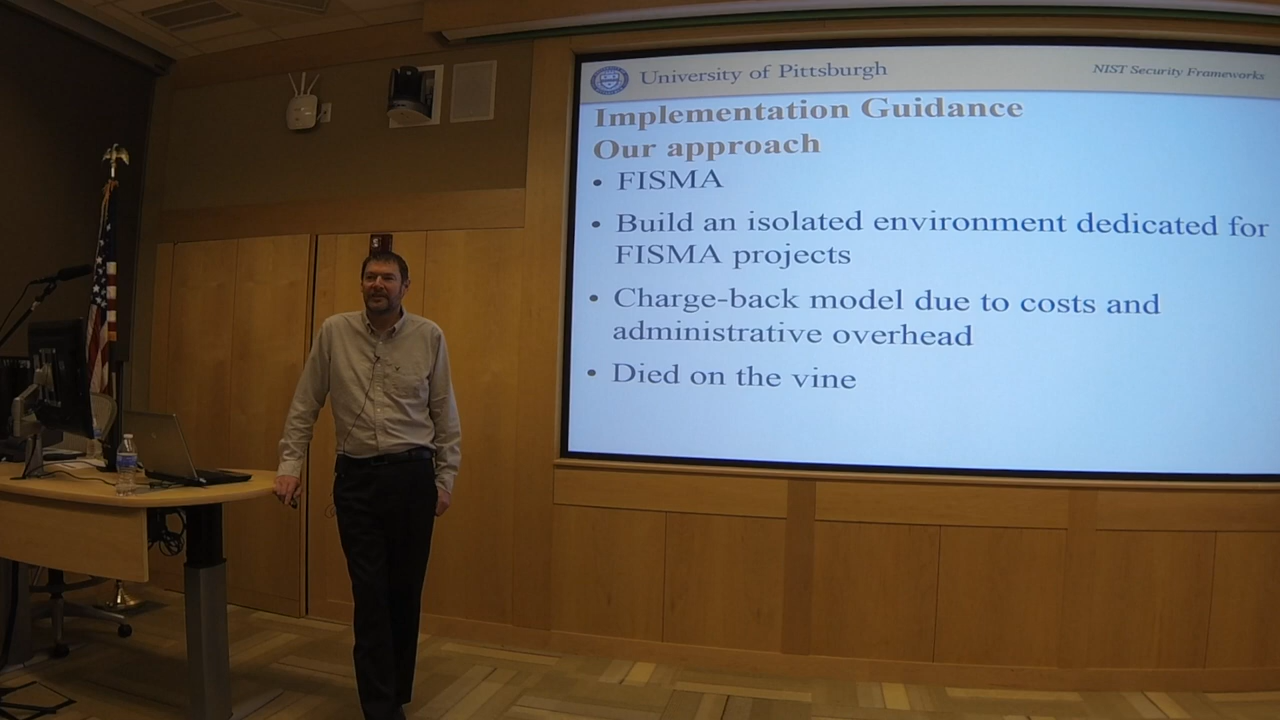 University of Pittsburgh
NIST Security Frameworks
Implementation Guidance
Our approach
• FISMA
• Build an isolated environment dedicated for
FISMA projects
• Charge-back model due to costs and
administrative overhead
• Died on the vine